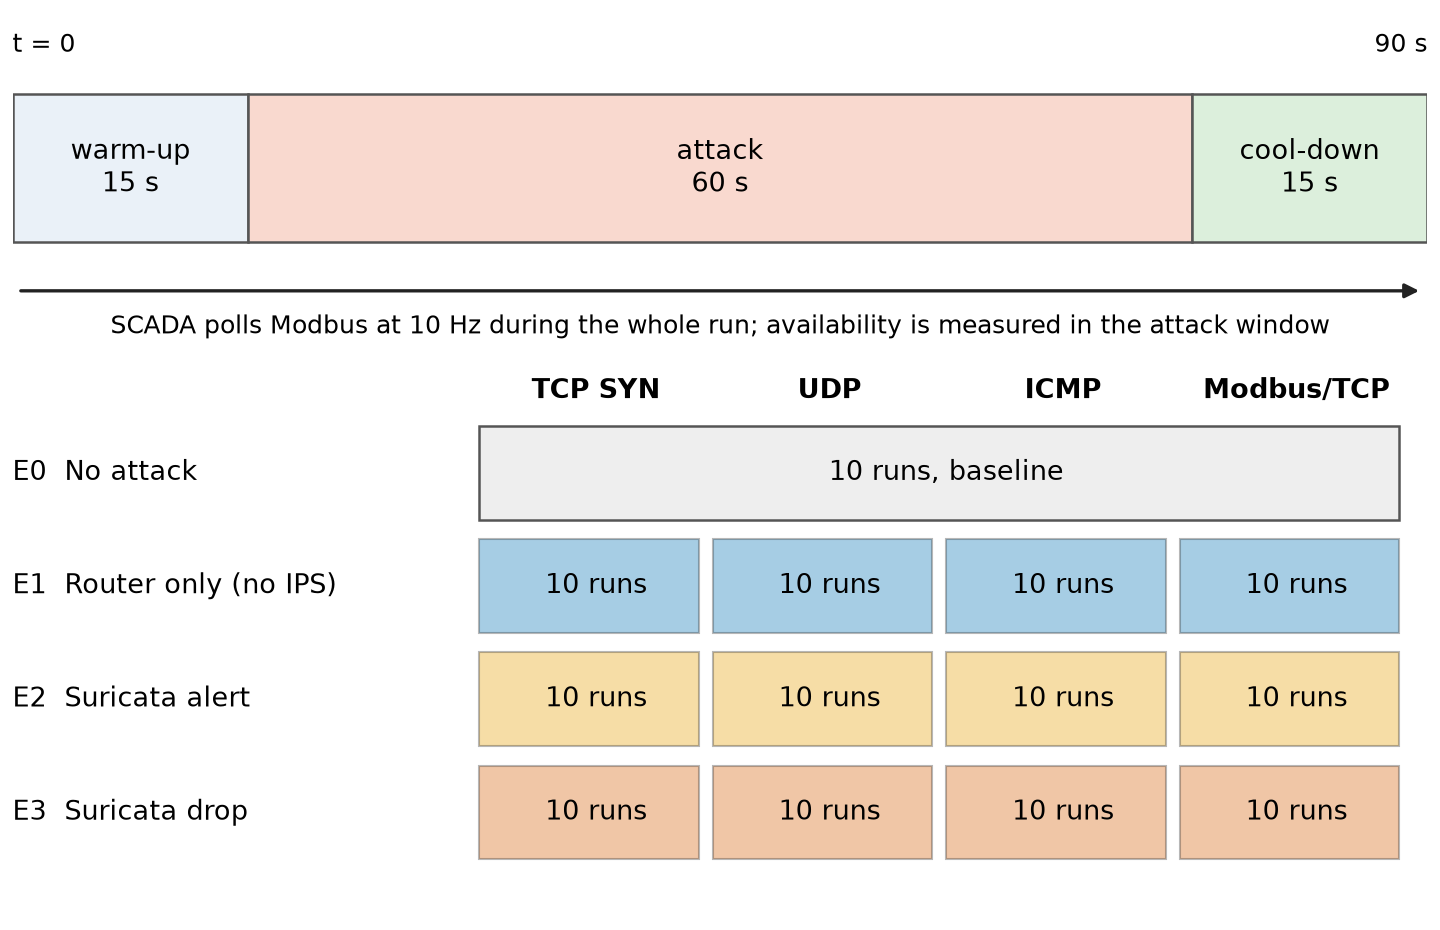 t = 0
90 s
warm-up
15 s
attack
60 s
cool-down
15 s
SCADA polls Modbus at 10 Hz during the whole run; availability is measured in the attack window
TCP SYN UDP ICMP Modbus/TCP
E0 No attack 10 runs, baseline
E1 Router only (no IPS) 10 runs 10 runs 10 runs 10 runs
E2 Suricata alert 10 runs 10 runs 10 runs 10 runs
E3 Suricata drop 10 runs 10 runs 10 runs 10 runs